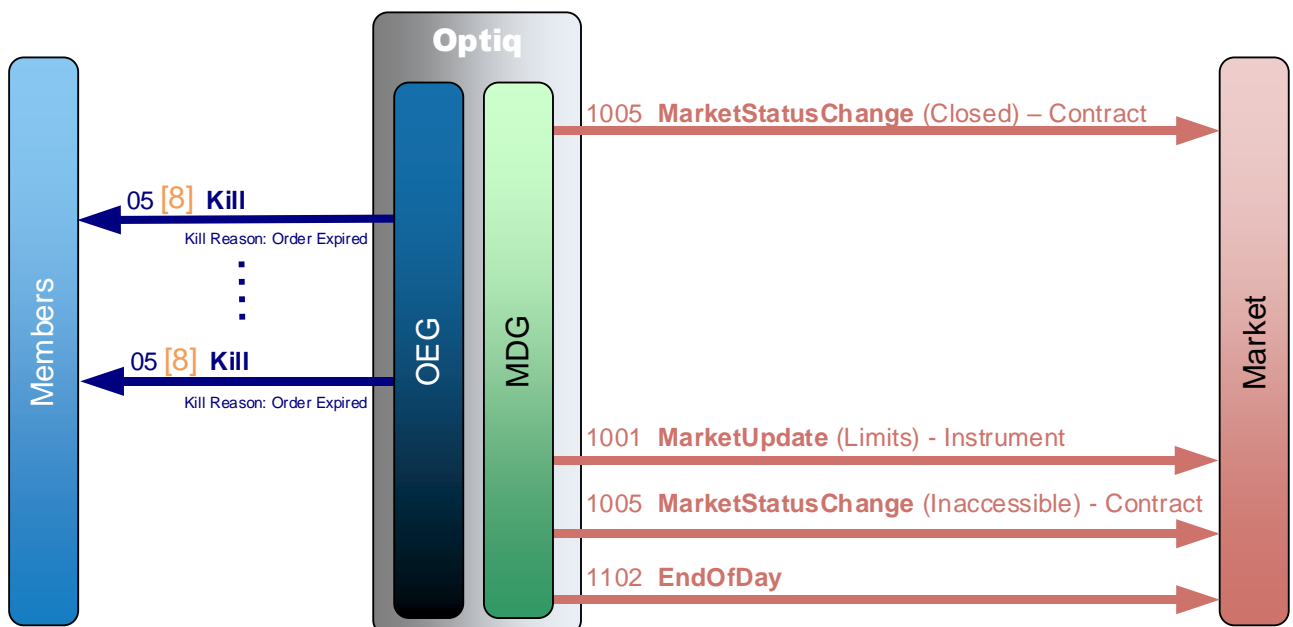 Optiq
1005 MarketStatusChange (Closed) – Contract
05 [8] Kill
Kill Reason: Order Expired
Members
OEG
MDG
Market
05 [8] Kill
Kill Reason: Order Expired
1001 MarketUpdate (Limits) - Instrument
1005 MarketStatusChange (Inaccessible) - Contract
1102 EndOfDay